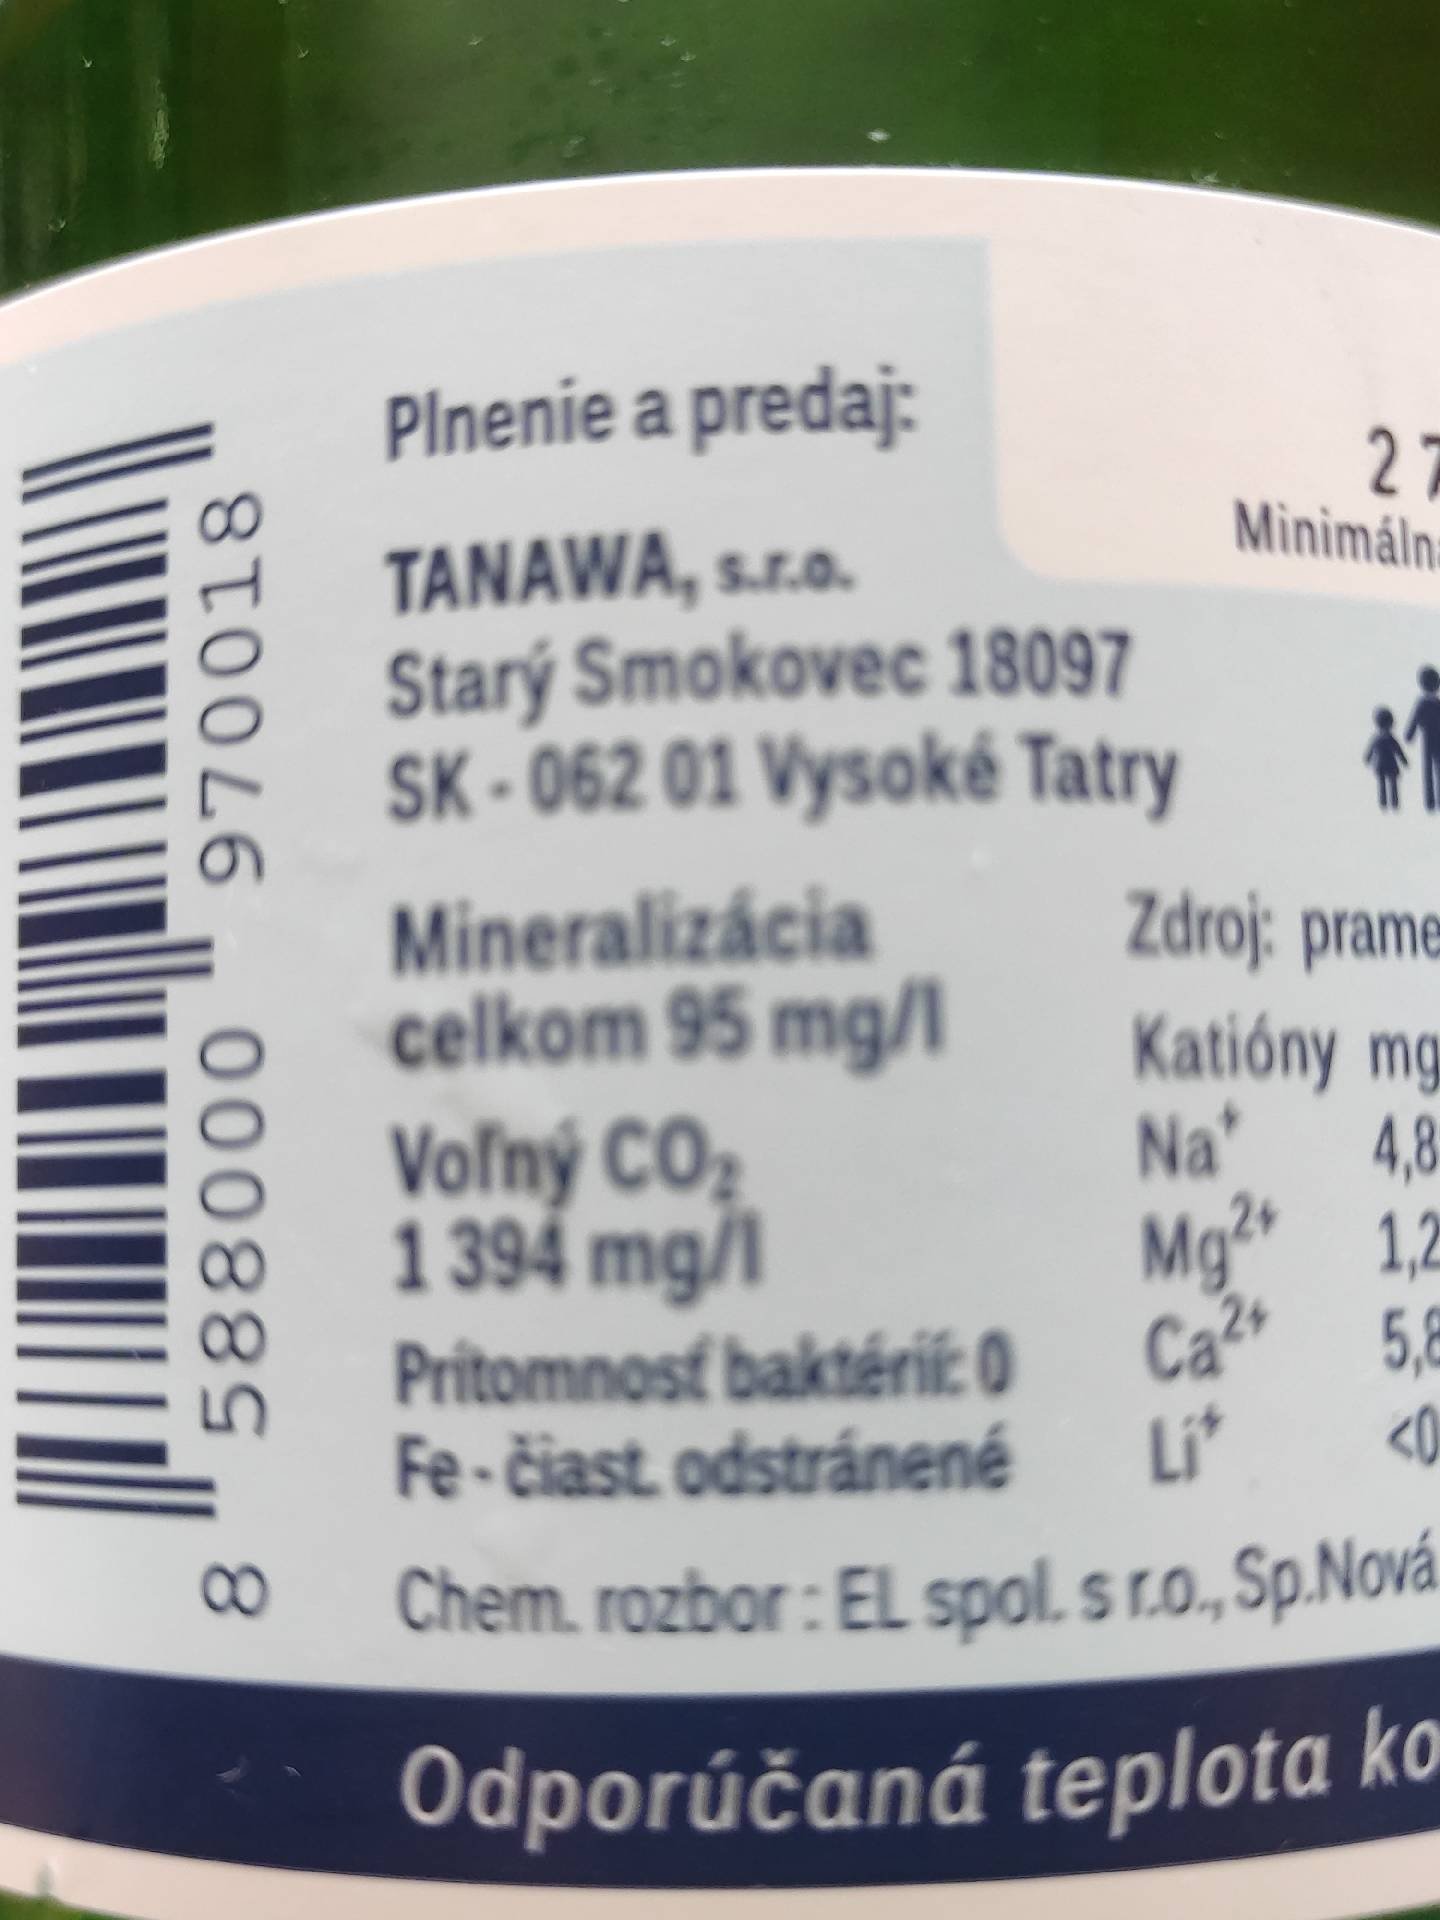 Plnenie a predaj:
TANAWA, s.r.o.
Starý Smokovec 18097
SK - 062 01 Vysoké Tatry
Mineralizácia
celkom 95 mg/l
Voľný CO₂
1 394 mg/l
Prítomnosť baktérií: 0
Fe - čiast. odstránené
Chem. rozbor : EL spol. s r.o., Sp.Nová
2 7
Minimáln
Zdroj: prame
Katióny mg
Na⁺ 4,8
Mg²⁺ 1,2
Ca²⁺ 5,8
Li⁺ <0
Odporúčaná teplota ko
8 588000 970018